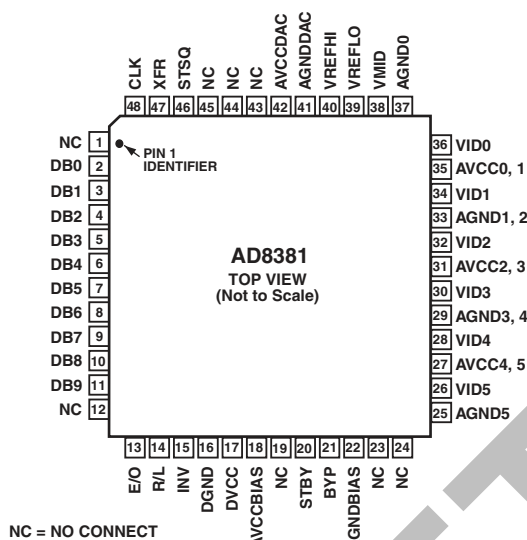 CLK
XFR
STSQ
NC
NC
NC
AVCCDAC
AGNDDAC
VREFHI
VREFLO
VMID
AGND0
48 47 46 45 44 43 42 41 40 39 38 37
NC 1
DB0 2
DB1 3
DB2 4
DB3 5
DB4 6
DB5 7
DB6 8
DB7 9
DB8 10
DB9 11
NC 12
PIN 1
IDENTIFIER
AD8381
TOP VIEW
(Not to Scale)
36 VID0
35 AVCC0, 1
34 VID1
33 AGND1, 2
32 VID2
31 AVCC2, 3
30 VID3
29 AGND3, 4
28 VID4
27 AVCC4, 5
26 VID5
25 AGND5
13 14 15 16 17 18 19 20 21 22 23 24
E/O
R/L
INV
DGND
DVCC
AVCCBIAS
NC
STBY
BYP
GNDBIAS
NC
NC
NC = NO CONNECT